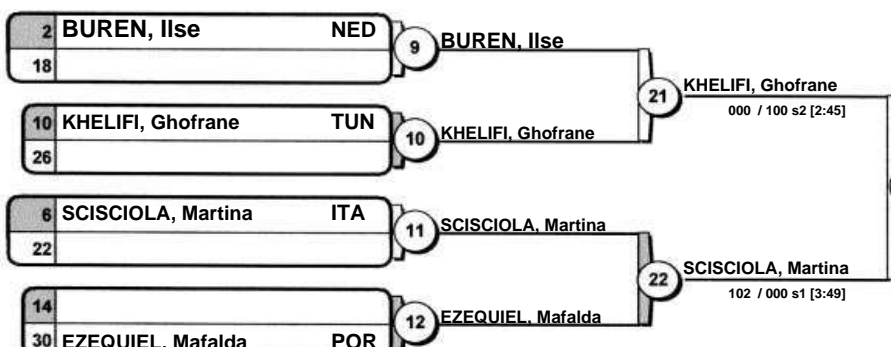 2 BUREN, Ilse NED
18
9 BUREN, Ilse
21 KHELIFI, Ghofrane
000 / 100 s2 [2:45]
10 KHELIFI, Ghofrane TUN
26
10 KHELIFI, Ghofrane
6 SCISCIOLA, Martina ITA
22
11 SCISCIOLA, Martina
22 SCISCIOLA, Martina
102 / 000 s1 [3:49]
14
30 EZEQUIEL, Mafalda POR
12 EZEQUIEL, Mafalda